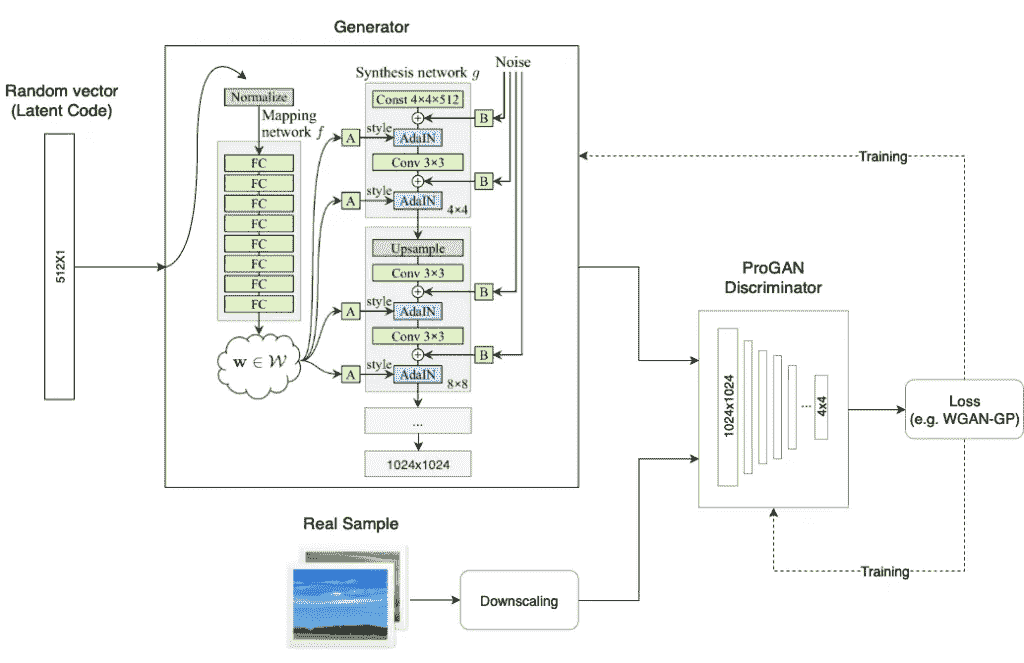 Generator
Random vector
(Latent Code)
512X1
Normalize
Mapping
network f
FC
FC
FC
FC
FC
FC
FC
FC
w ∈ W
Synthesis network g
Noise
Const 4×4×512
B
A
style
AdaIN
Conv 3×3
B
A
style
AdaIN
4×4
Upsample
Conv 3×3
B
A
style
AdaIN
Conv 3×3
B
A
style
AdaIN
8×8
...
1024x1024
Training
ProGAN
Discriminator
1024x1024
...
4x4
Loss
(e.g. WGAN-GP)
Training
Real Sample
Downscaling